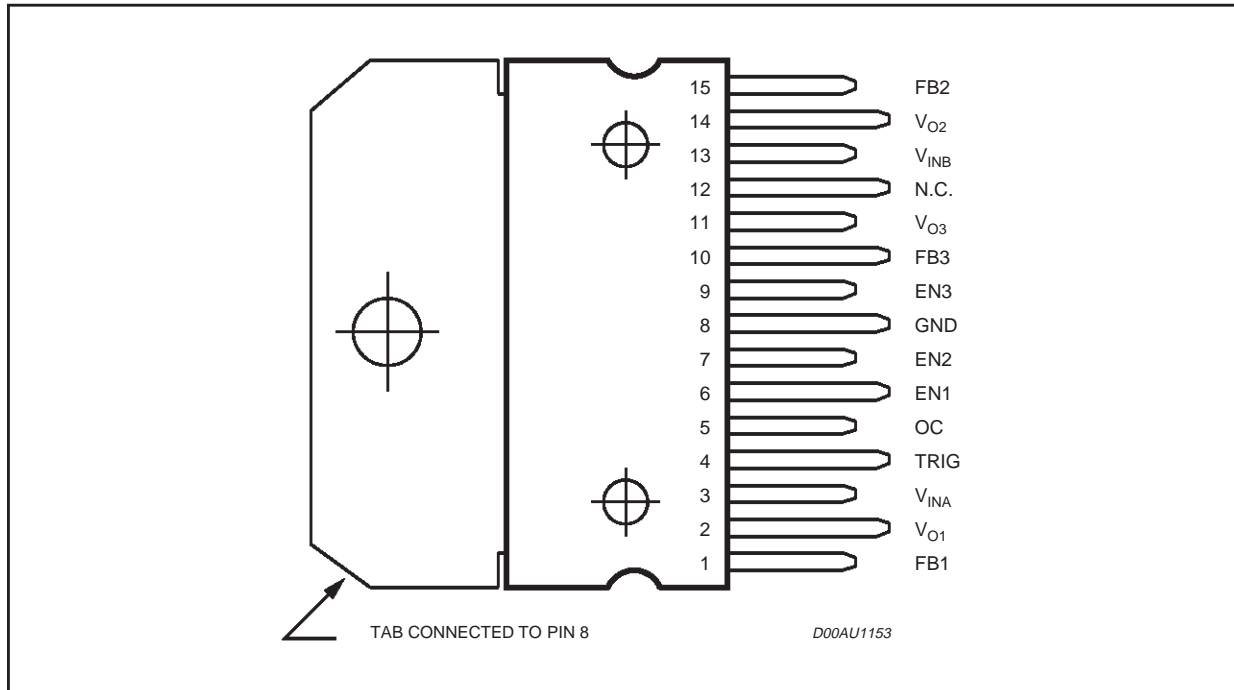 15 FB2
14 VO2
13 VINB
12 N.C.
11 VO3
10 FB3
9 EN3
8 GND
7 EN2
6 EN1
5 OC
4 TRIG
3 VINA
2 VO1
1 FB1
TAB CONNECTED TO PIN 8 D00AU1153